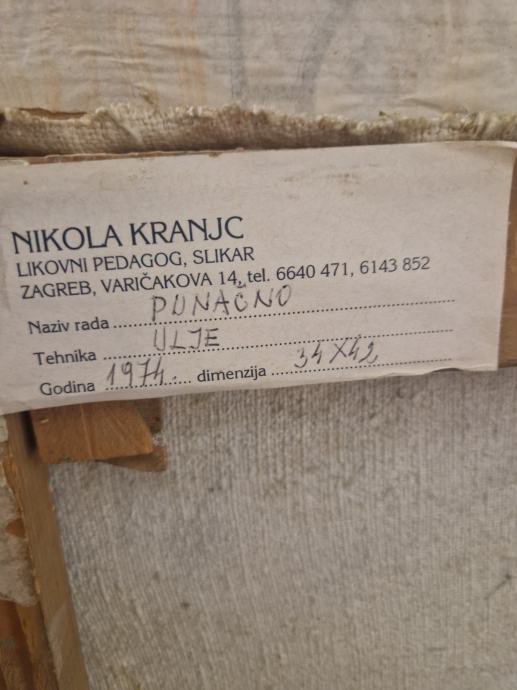 NIKOLA KRANJC
LIKOVNI PEDAGOG, SLIKAR
ZAGREB, VARIČAKOVA 14, tel. 6640 471, 6143 852
Naziv rada PUNAČNO
Tehnika ULJE
Godina 1974. dimenzija 34X42